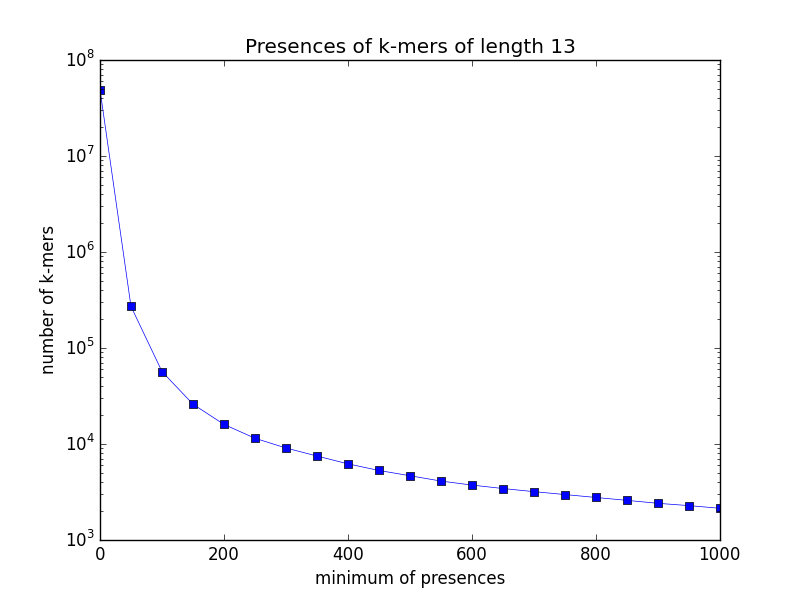 Presences of k-mers of length 13
10^8
10^7
10^6
10^5
10^4
10^3
number of k-mers
0 200 400 600 800 1000
minimum of presences